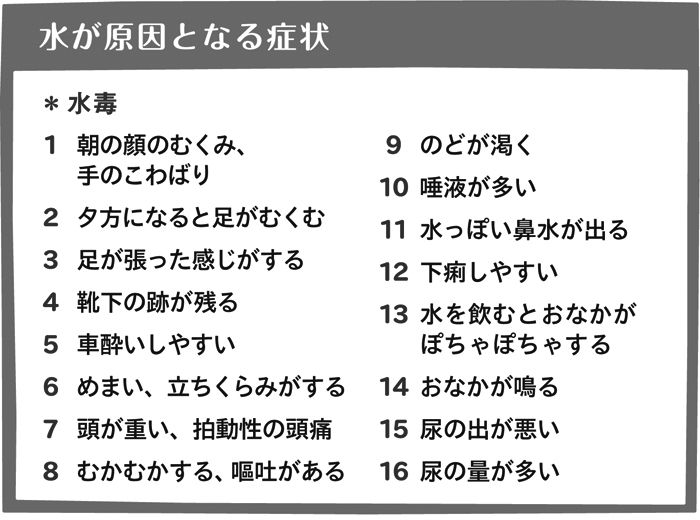 水が原因となる症状
＊水毒
1 朝の顔のむくみ、
手のこわばり
2 夕方になると足がむくむ
3 足が張った感じがする
4 靴下の跡が残る
5 車酔いしやすい
6 めまい、立ちくらみがする
7 頭が重い、拍動性の頭痛
8 むかむかする、嘔吐がある
9 のどが渇く
10 唾液が多い
11 水っぽい鼻水が出る
12 下痢しやすい
13 水を飲むとおなかが
ぽちゃぽちゃする
14 おなかが鳴る
15 尿の出が悪い
16 尿の量が多い